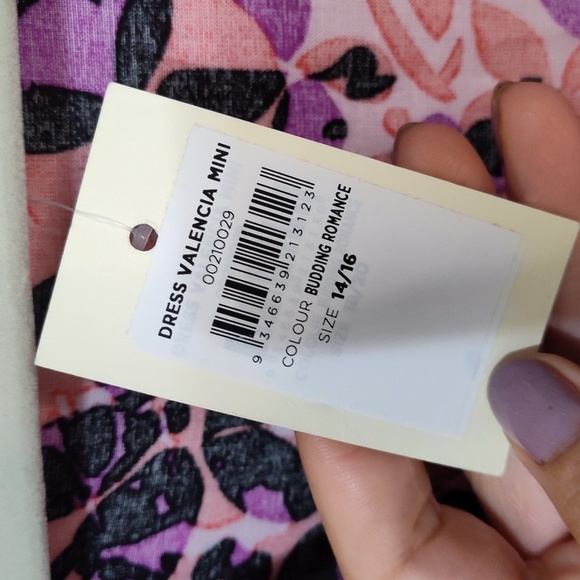 DRESS VALENCIA MINI
00210029
9 346639 213123
COLOUR BUDDING ROMANCE
SIZE 14/16